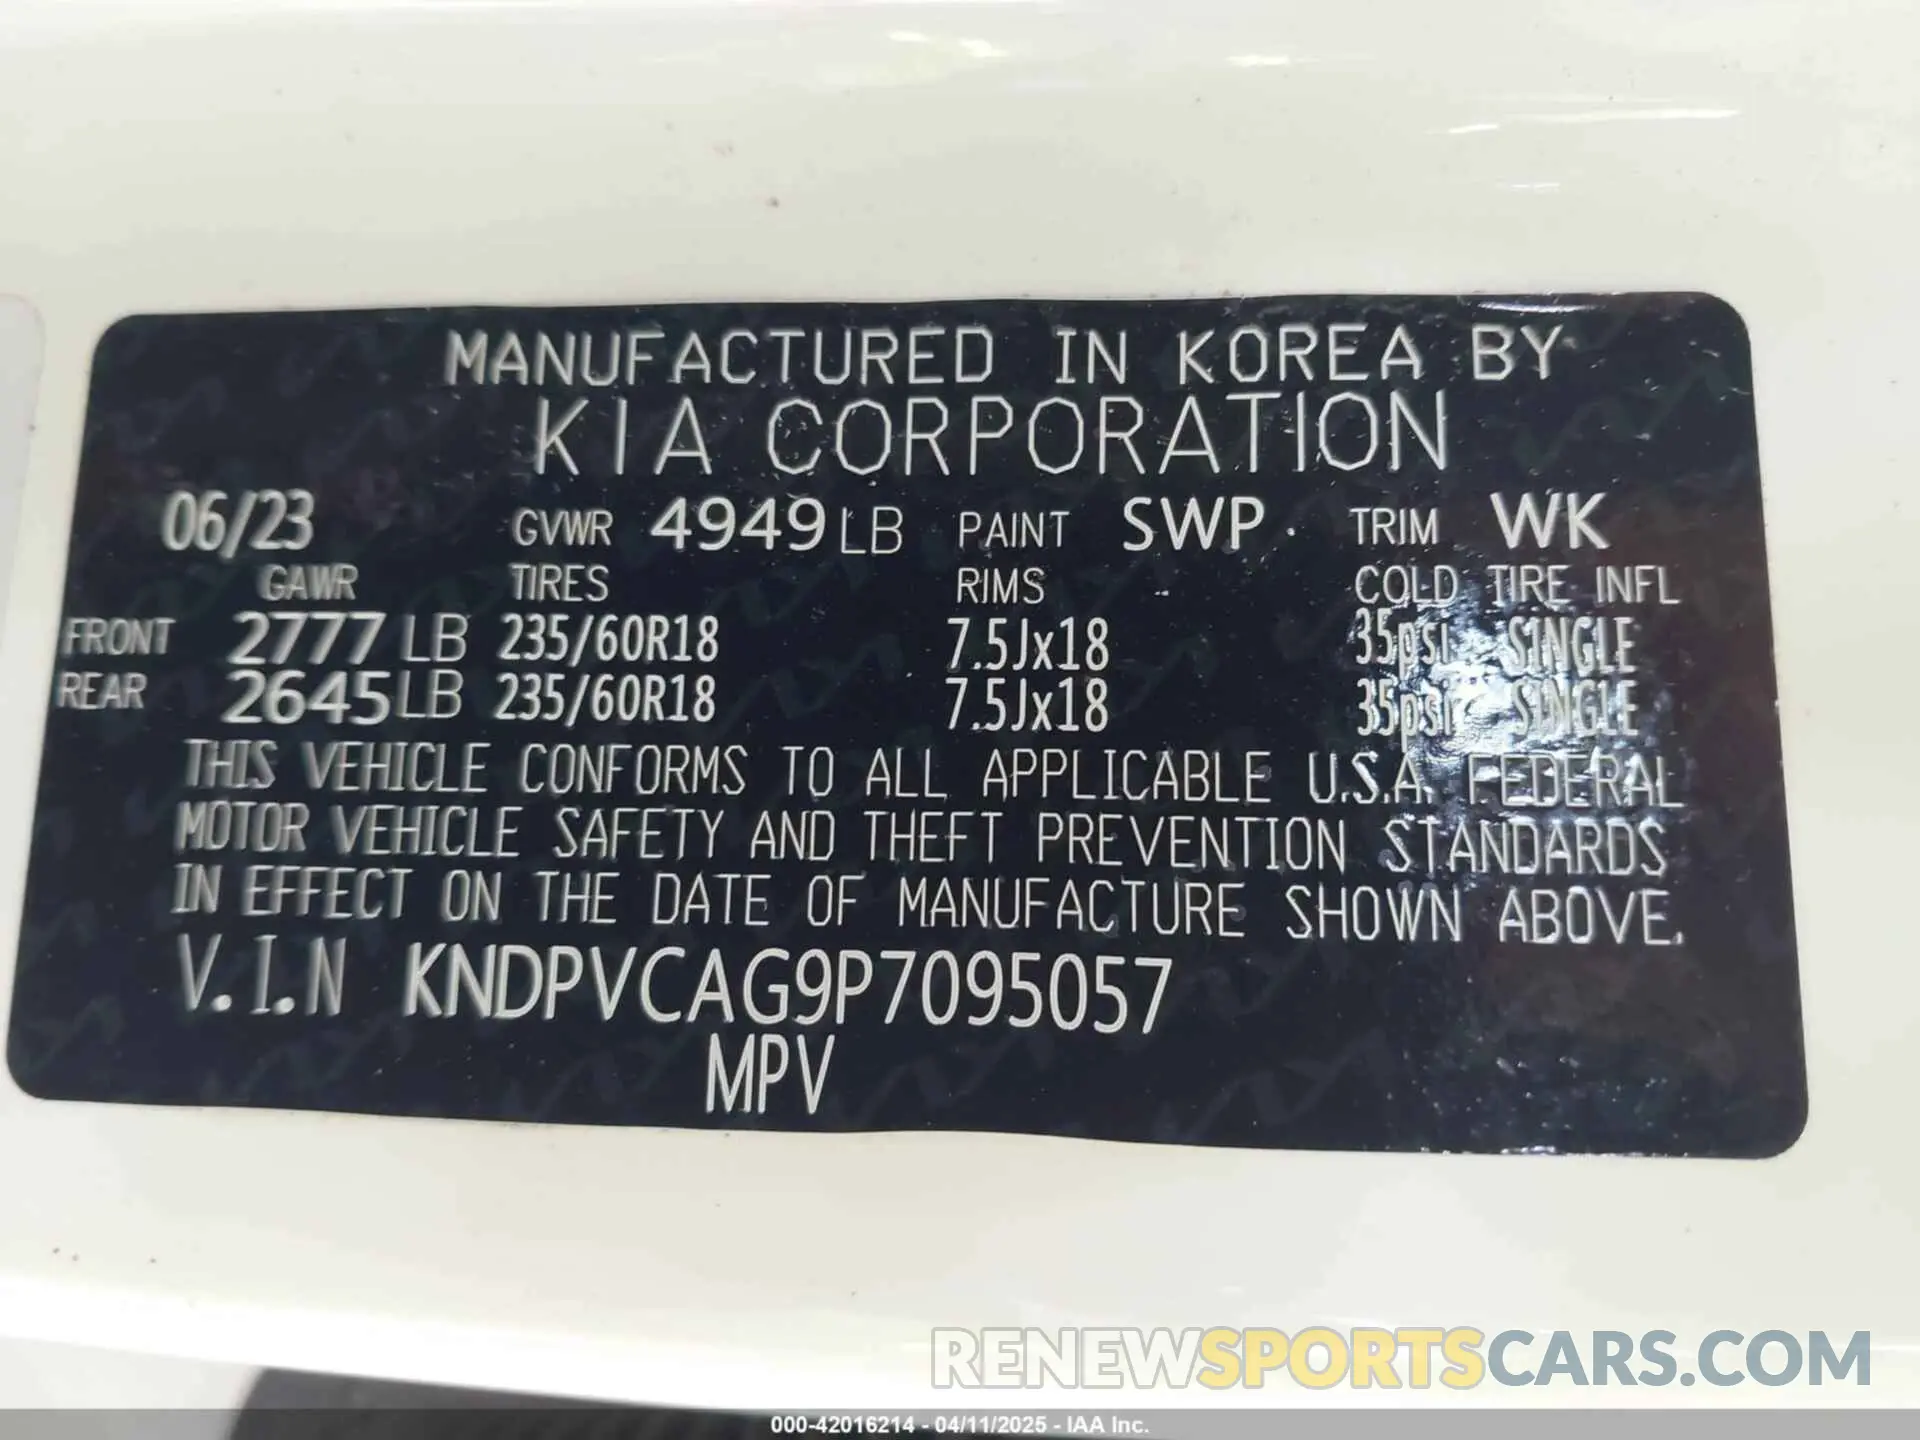 MANUFACTURED IN KOREA BY
KIA CORPORATION
06/23 GVWR 4949 LB PAINT SWP TRIM WK
GAWR TIRES RIMS COLD TIRE INFL
FRONT 2777 LB 235/60R18 7.5Jx18 35psi SINGLE
REAR 2645 LB 235/60R18 7.5Jx18 35psi SINGLE
THIS VEHICLE CONFORMS TO ALL APPLICABLE U.S.A. FEDERAL
MOTOR VEHICLE SAFETY AND THEFT PREVENTION STANDARDS
IN EFFECT ON THE DATE OF MANUFACTURE SHOWN ABOVE.
V.I.N KNDPVCAG9P7095057
MPV
RENEWSPORTSCARS.COM
000-42016214 - 04/11/2025 - IAA Inc.